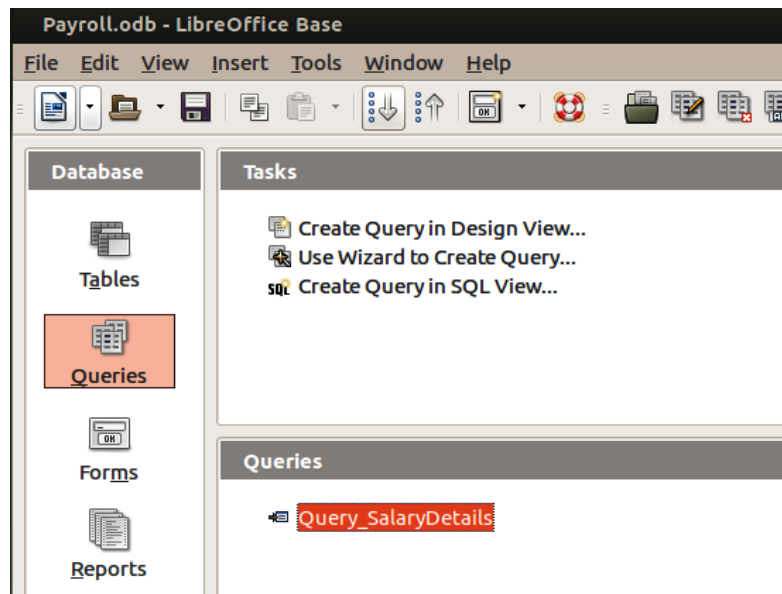 Payroll.odb - LibreOffice Base
File Edit View Insert Tools Window Help
Database
Tables
Queries
Forms
Reports
Tasks
Create Query in Design View...
Use Wizard to Create Query...
SQL Create Query in SQL View...
Queries
Query_SalaryDetails